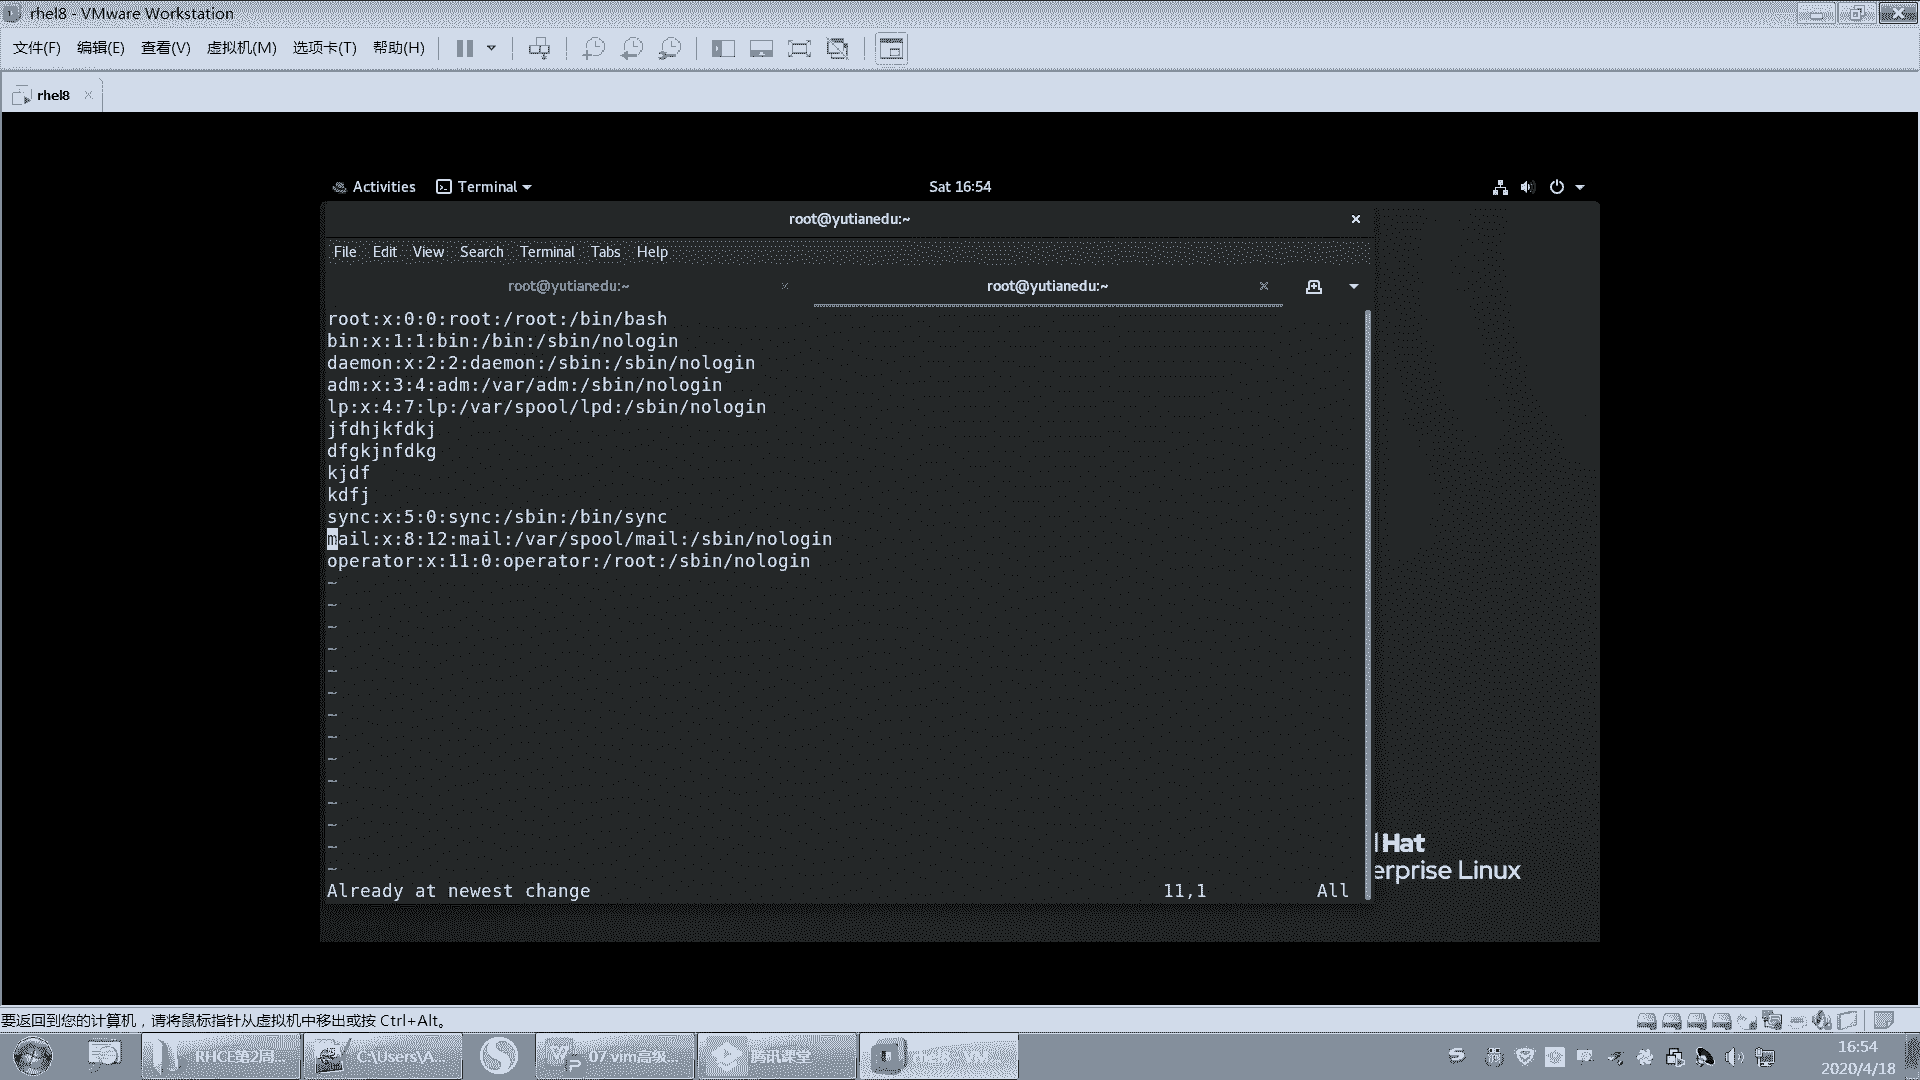 rhel8 - VMware Workstation
文件(F) 编辑(E) 查看(V) 虚拟机(M) 选项卡(T) 帮助(H)
rhel8
Activities Terminal Sat 16:54
root@yutianedu:~
File Edit View Search Terminal Tabs Help
root@yutianedu:~ root@yutianedu:~
root:x:0:0:root:/root:/bin/bash
bin:x:1:1:bin:/bin:/sbin/nologin
daemon:x:2:2:daemon:/sbin:/sbin/nologin
adm:x:3:4:adm:/var/adm:/sbin/nologin
lp:x:4:7:lp:/var/spool/lpd:/sbin/nologin
jfdhjkfdkj
dfgkjnfdkg
kjdf
kdfj
sync:x:5:0:sync:/sbin:/bin/sync
mail:x:8:12:mail:/var/spool/mail:/sbin/nologin
operator:x:11:0:operator:/root:/sbin/nologin
~
~
~
~
~
~
~
~
~
~
~
~
~
~
Already at newest change 11,1 All
Hat
erprise Linux
要返回到您的计算机，请将鼠标指针从虚拟机中移出或按 Ctrl+Alt。
RHCE第2周... C:\Users\A... 07 vim高级... 腾讯课堂 rhel8 - VM...
16:54
2020/4/18